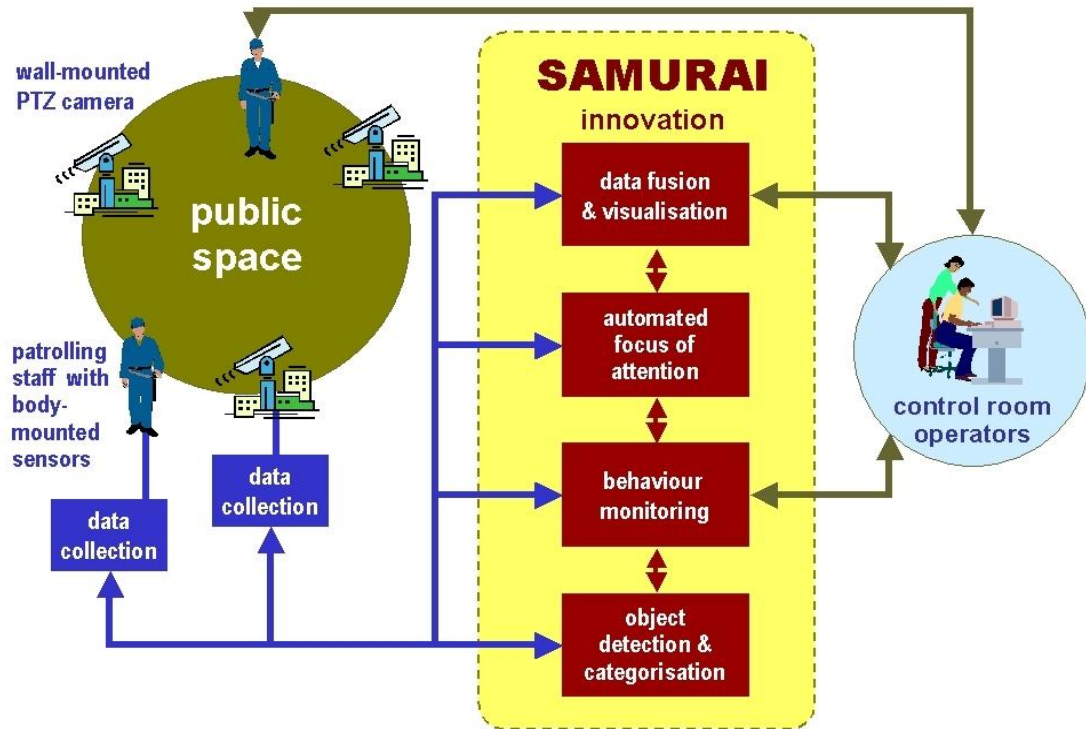 wall-mounted
PTZ camera
public
space
patrolling
staff with
body-
mounted
sensors
data
collection
data
collection
SAMURAI
innovation
data fusion
& visualisation
automated
focus of
attention
behaviour
monitoring
object
detection &
categorisation
control room
operators